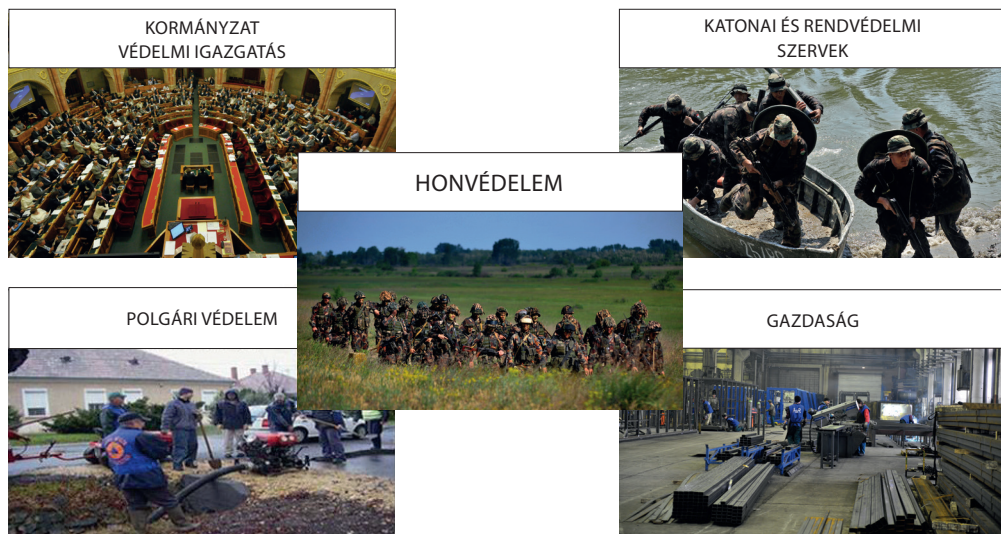 KORMÁNYZAT
VÉDELMI IGAZGATÁS
KATONAI ÉS RENDVÉDELMI
SZERVEK
HONVÉDELEM
POLGÁRI VÉDELEM
GAZDASÁG